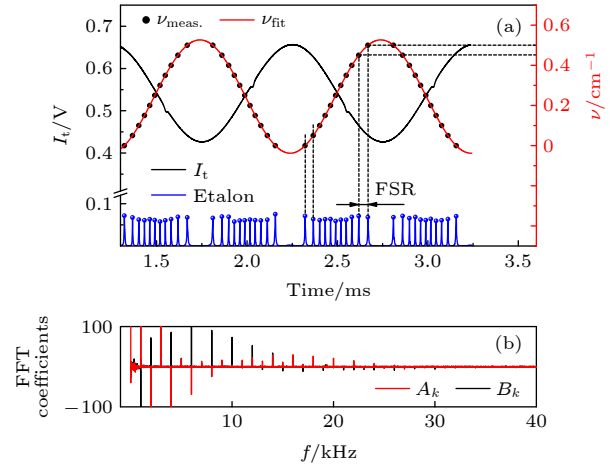 ν_meas. ν_fit (a)
0.7 0.6 0.5 0.4 0.1
I_t/V
0.6 0.4 0.2 0
ν/cm⁻¹
I_t
Etalon
FSR
1.5 2.0 2.5 3.0 3.5
Time/ms
100 (b)
FFT
coefficients
A_k B_k
−100
10 20 30 40
f/kHz